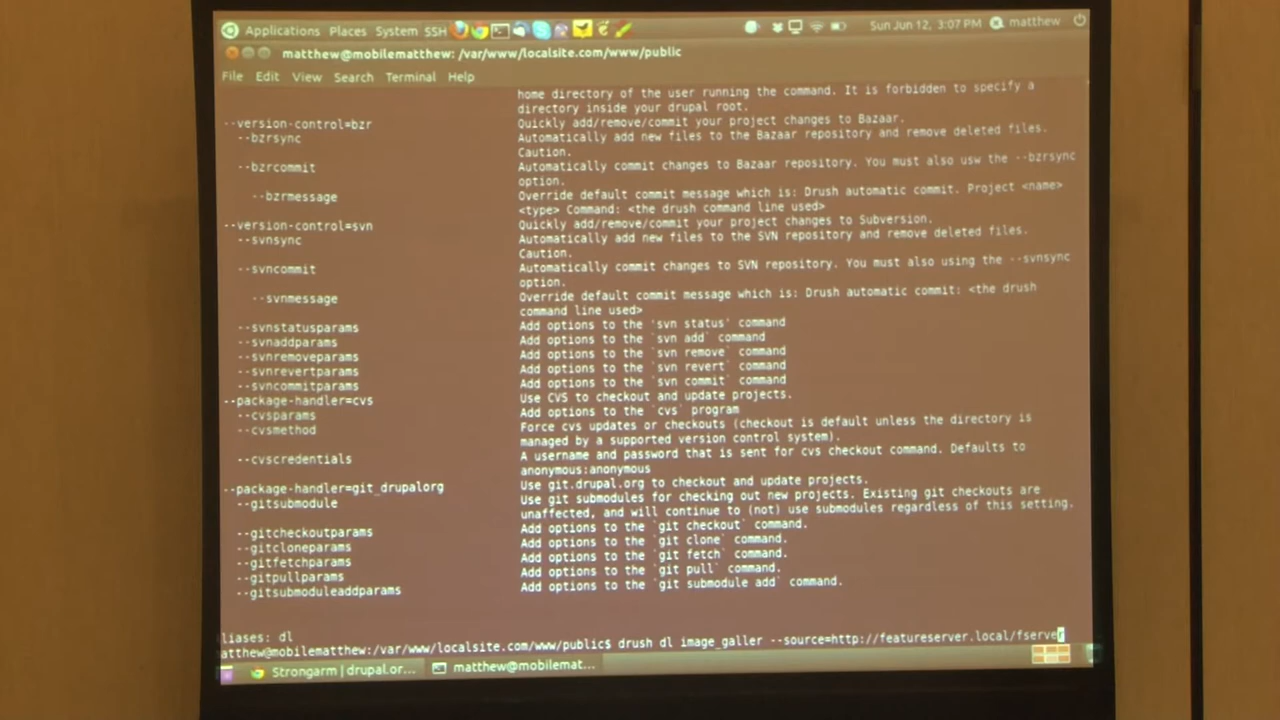 Applications Places System SSH Sun Jun 12, 3:07 PM matthew
matthew@mobilematthew: /var/www/localsite.com/www/public
File Edit View Search Terminal Help
home directory of the user running the command. It is forbidden to specify a
directory inside your drupal root.
--version-control=bzr Quickly add/remove/commit your project changes to Bazaar.
--bzrsync Automatically add new files to the Bazaar repository and remove deleted files.
Caution.
--bzrcommit Automatically commit changes to Bazaar repository. You must also usw the --bzrsync
option.
--bzrmessage Override default commit message which is: Drush automatic commit. Project <name>
<type> Command: <the drush command line used>
--version-control=svn Quickly add/remove/commit your project changes to Subversion.
--svnsync Automatically add new files to the SVN repository and remove deleted files.
Caution.
--svncommit Automatically commit changes to SVN repository. You must also using the --svnsync
option.
--svnmessage Override default commit message which is: Drush automatic commit: <the drush
command line used>
--svnstatusparams Add options to the `svn status` command
--svnaddparams Add options to the `svn add` command
--svnremoveparams Add options to the `svn remove` command
--svnrevertparams Add options to the `svn revert` command
--svncommitparams Add options to the `svn commit` command
--package-handler=cvs Use CVS to checkout and update projects.
--cvsparams Add options to the `cvs` program
--cvsmethod Force cvs updates or checkouts (checkout is default unless the directory is
managed by a supported version control system).
--cvscredentials A username and password that is sent for cvs checkout command. Defaults to
anonymous:anonymous
--package-handler=git_drupalorg Use git.drupal.org to checkout and update projects.
--gitsubmodule Use git submodules for checking out new projects. Existing git checkouts are
unaffected, and will continue to (not) use submodules regardless of this setting.
--gitcheckoutparams Add options to the `git checkout` command.
--gitcloneparams Add options to the `git clone` command.
--gitfetchparams Add options to the `git fetch` command.
--gitpullparams Add options to the `git pull` command.
--gitsubmoduleaddparams Add options to the `git submodule add` command.
liases: dl
matthew@mobilematthew:/var/www/localsite.com/www/public$ drush dl image_galler --source=http://featureserver.local/fserver
Strongarm | drupal.or... matthew@mobilemat...